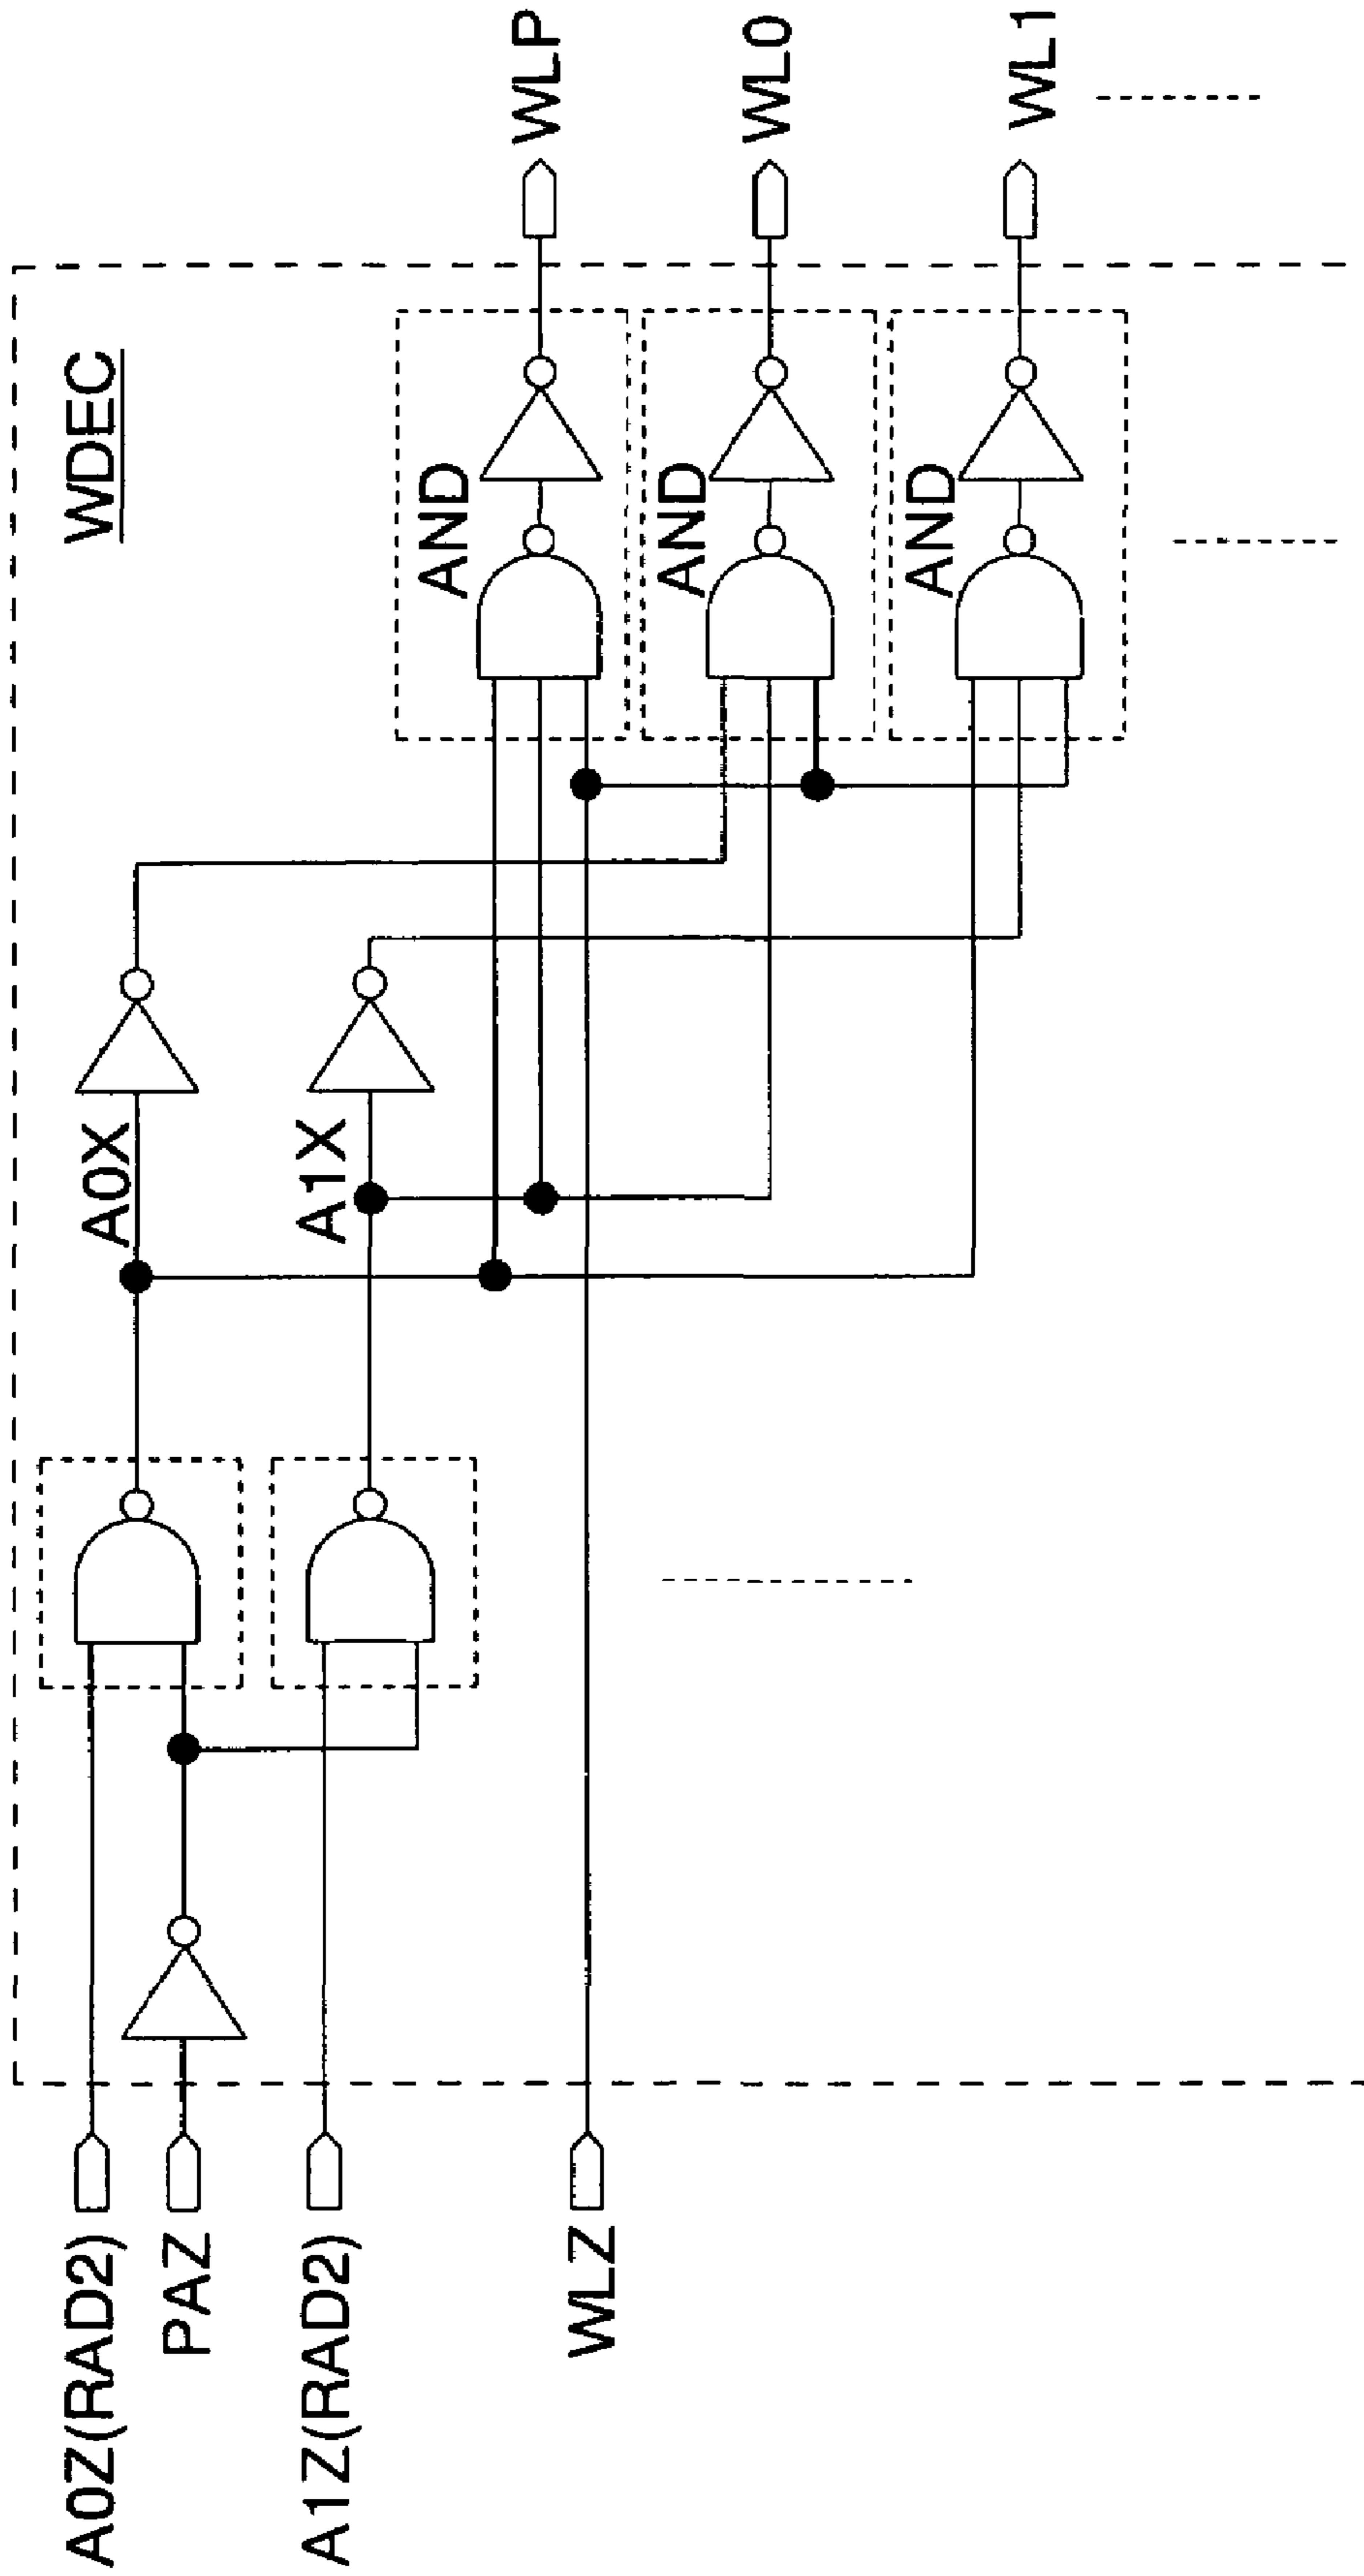 WDEC
A0Z(RAD2)
PAZ
A1Z(RAD2)
WLZ
A0X
A1X
AND
AND
AND
WLP
WL0
WL1